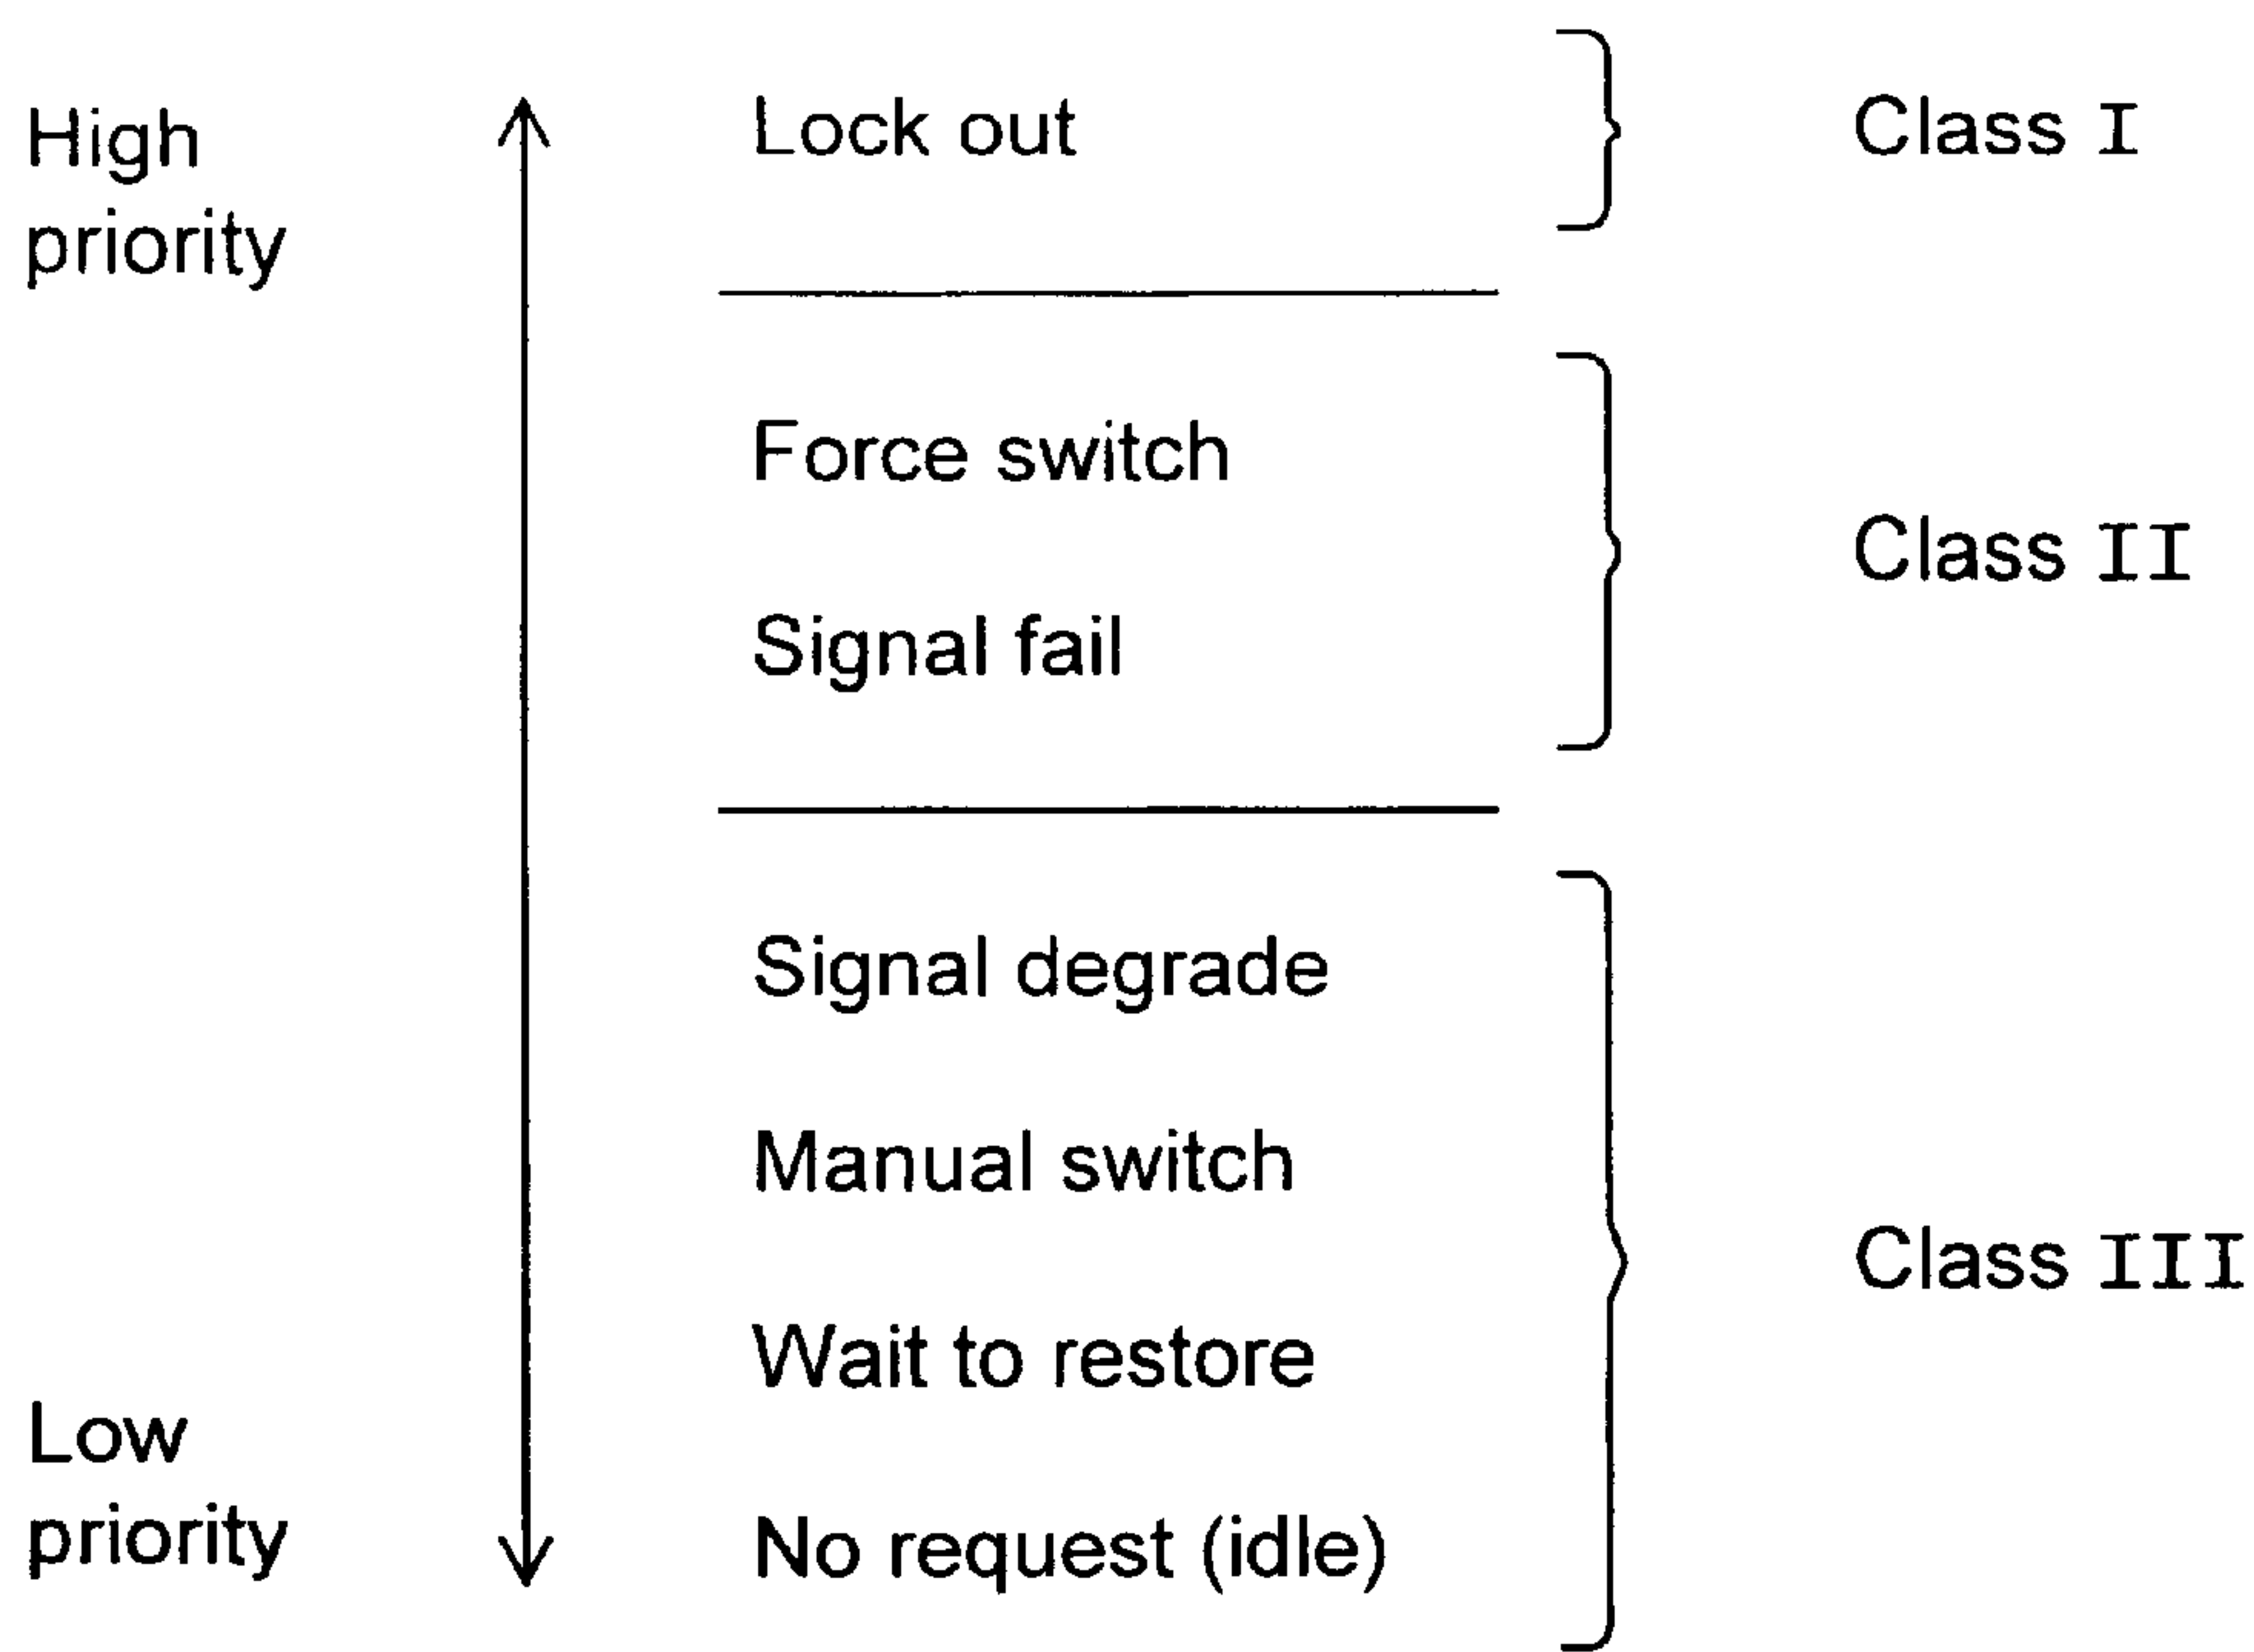 High
priority
Lock out
Class I
Force switch
Signal fail
Class II
Signal degrade
Manual switch
Wait to restore
No request (idle)
Class III
Low
priority